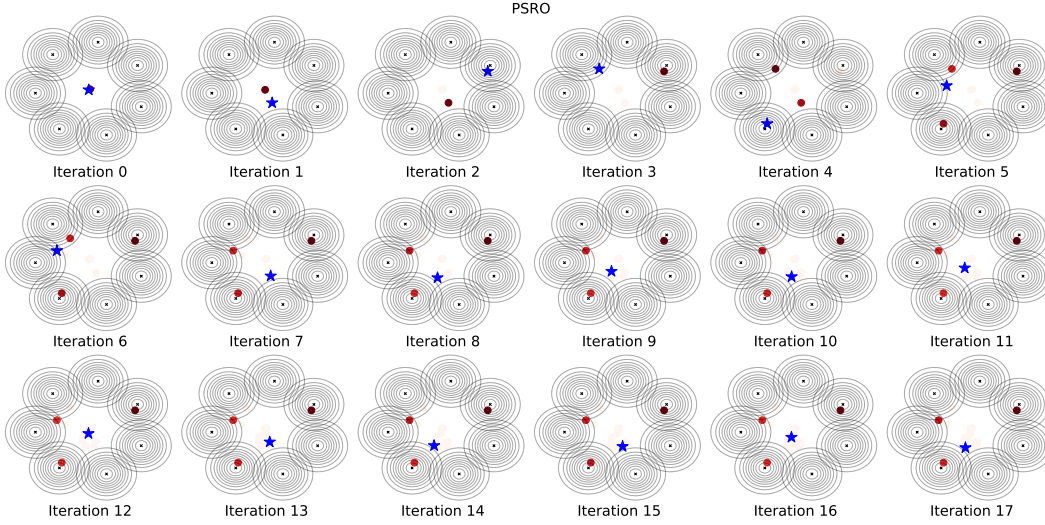 PSRO
Iteration 0 Iteration 1 Iteration 2 Iteration 3 Iteration 4 Iteration 5
Iteration 6 Iteration 7 Iteration 8 Iteration 9 Iteration 10 Iteration 11
Iteration 12 Iteration 13 Iteration 14 Iteration 15 Iteration 16 Iteration 17